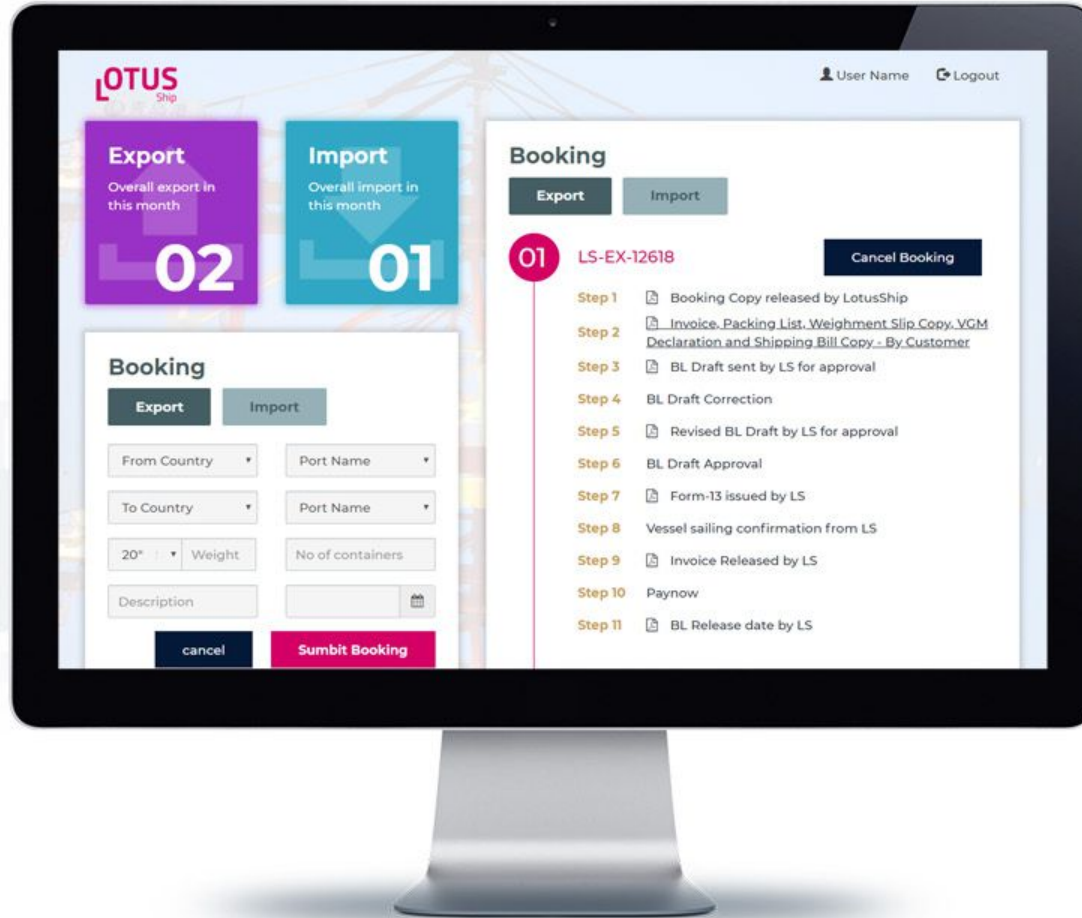 LOTUS
Ship
User Name
Logout
Export
Overall export in
this month
02
Import
Overall import in
this month
01
Booking
Export
Import
From Country
Port Name
To Country
Port Name
20"
Weight
No of containers
Description
cancel
Sumbit Booking
Booking
Export
Import
01
LS-EX-12618
Cancel Booking
Step 1 Booking Copy released by LotusShip
Step 2 Invoice, Packing List, Weighment Slip Copy, VGM
Declaration and Shipping Bill Copy - By Customer
Step 3 BL Draft sent by LS for approval
Step 4 BL Draft Correction
Step 5 Revised BL Draft by LS for approval
Step 6 BL Draft Approval
Step 7 Form-13 issued by LS
Step 8 Vessel sailing confirmation from LS
Step 9 Invoice Released by LS
Step 10 Paynow
Step 11 BL Release date by LS